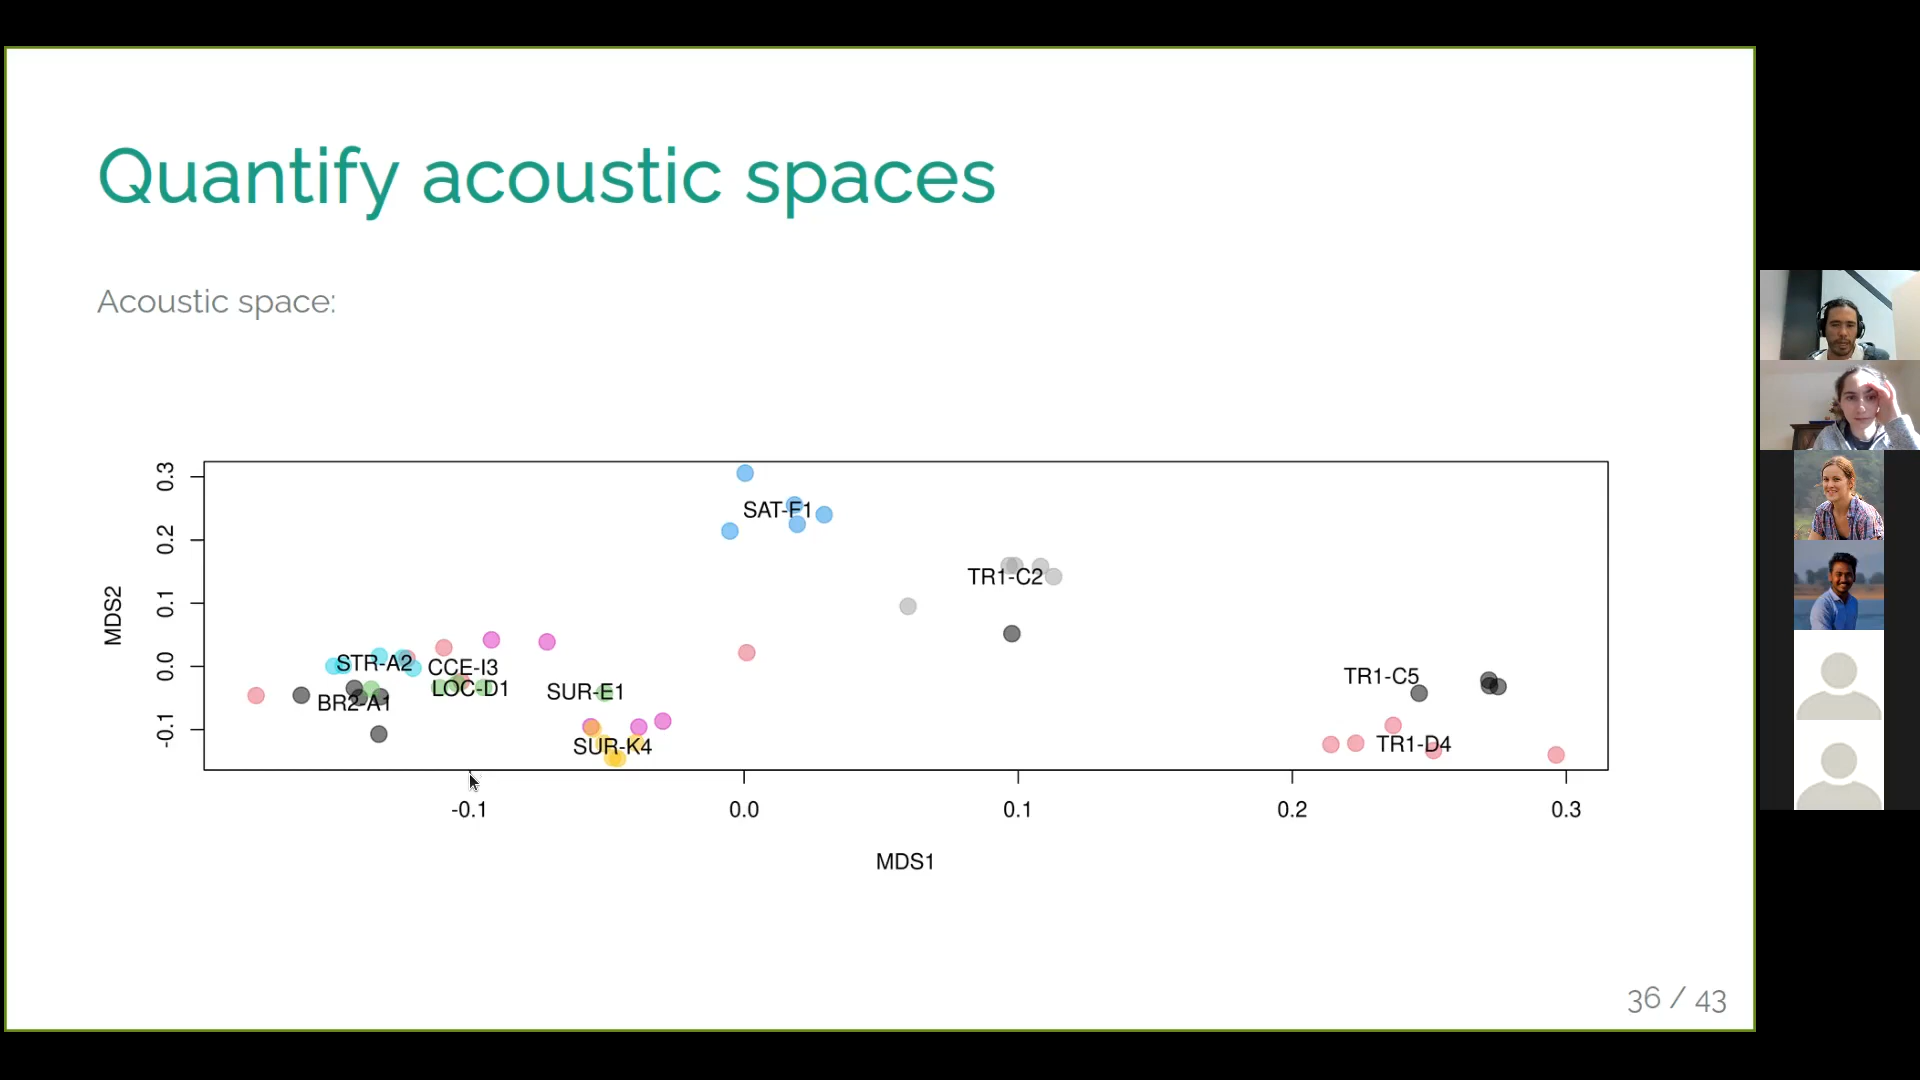 Quantify acoustic spaces
Acoustic space:
0.3
0.2
0.1
0.0
-0.1
MDS2
SAT-F1
TR1-C2
STR-A2
CCE-I3
LOC-D1
BR2-A1
SUR-E1
SUR-K4
TR1-C5
TR1-D4
-0.1 0.0 0.1 0.2 0.3
MDS1
36 / 43